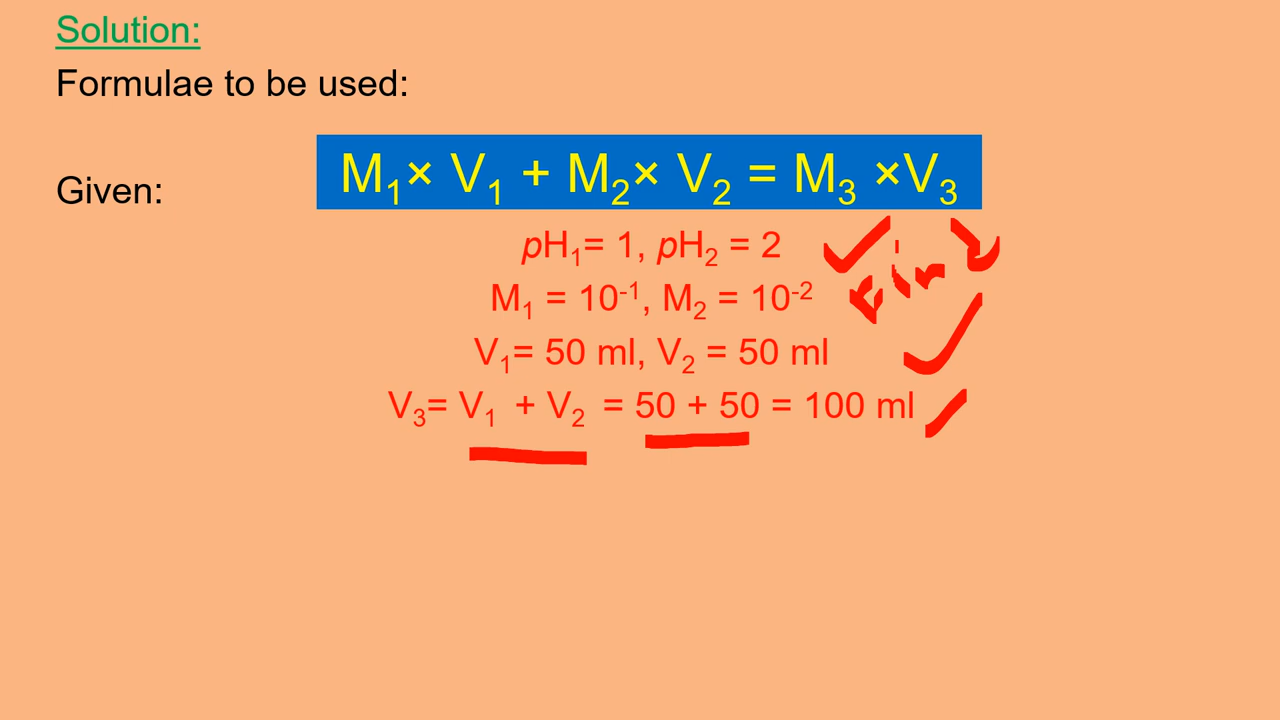 Solution:
Formulae to be used:
M₁× V₁ + M₂× V₂ = M₃ ×V₃
Given:
pH₁= 1, pH₂ = 2
M₁ = 10⁻¹, M₂ = 10⁻²
V₁= 50 ml, V₂ = 50 ml
V₃= V₁ + V₂ = 50 + 50 = 100 ml